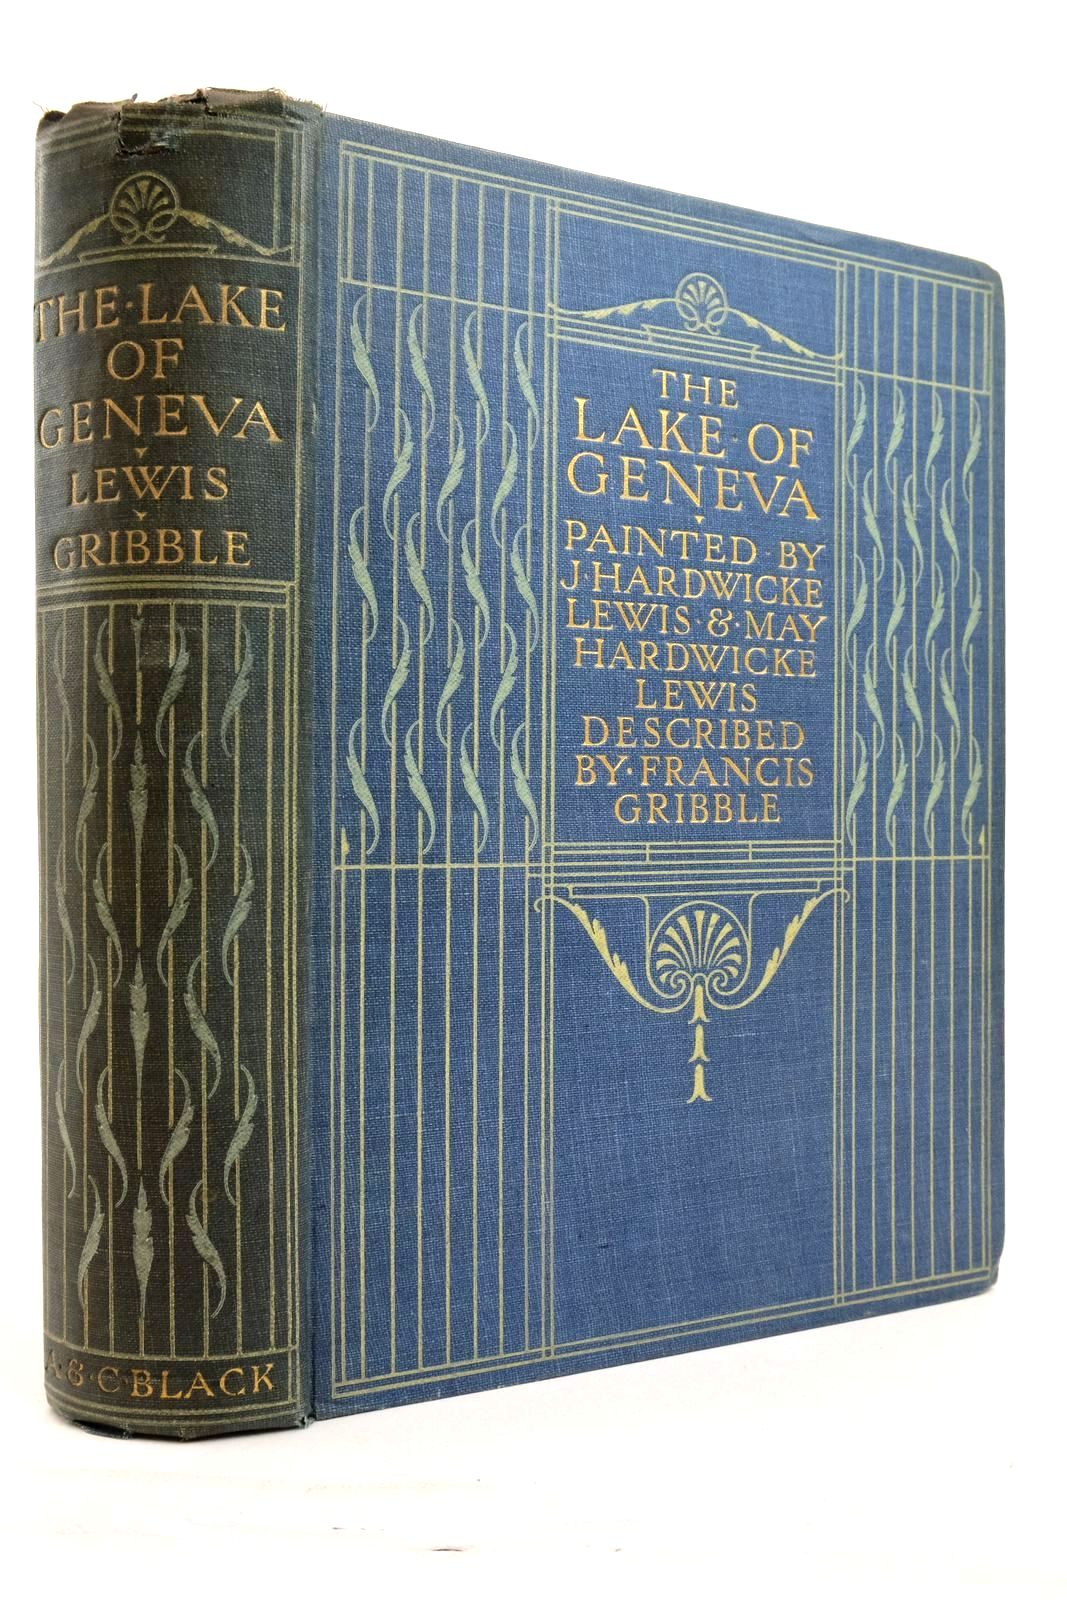 THE·LAKE
OF
GENEVA
LEWIS
GRIBBLE
A·&·C·BLACK
THE
LAKE·OF
GENEVA
PAINTED·BY
J·HARDWICKE
LEWIS·&·MAY
HARDWICKE
LEWIS
DESCRIBED
BY·FRANCIS
GRIBBLE